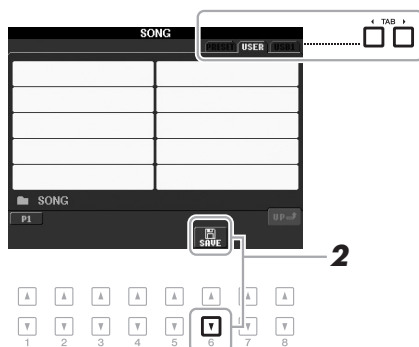 SONG
◄ TAB ►
PRESET USER USB1
SONG
P1
SAVE
UP
2
1 2 3 4 5 6 7 8